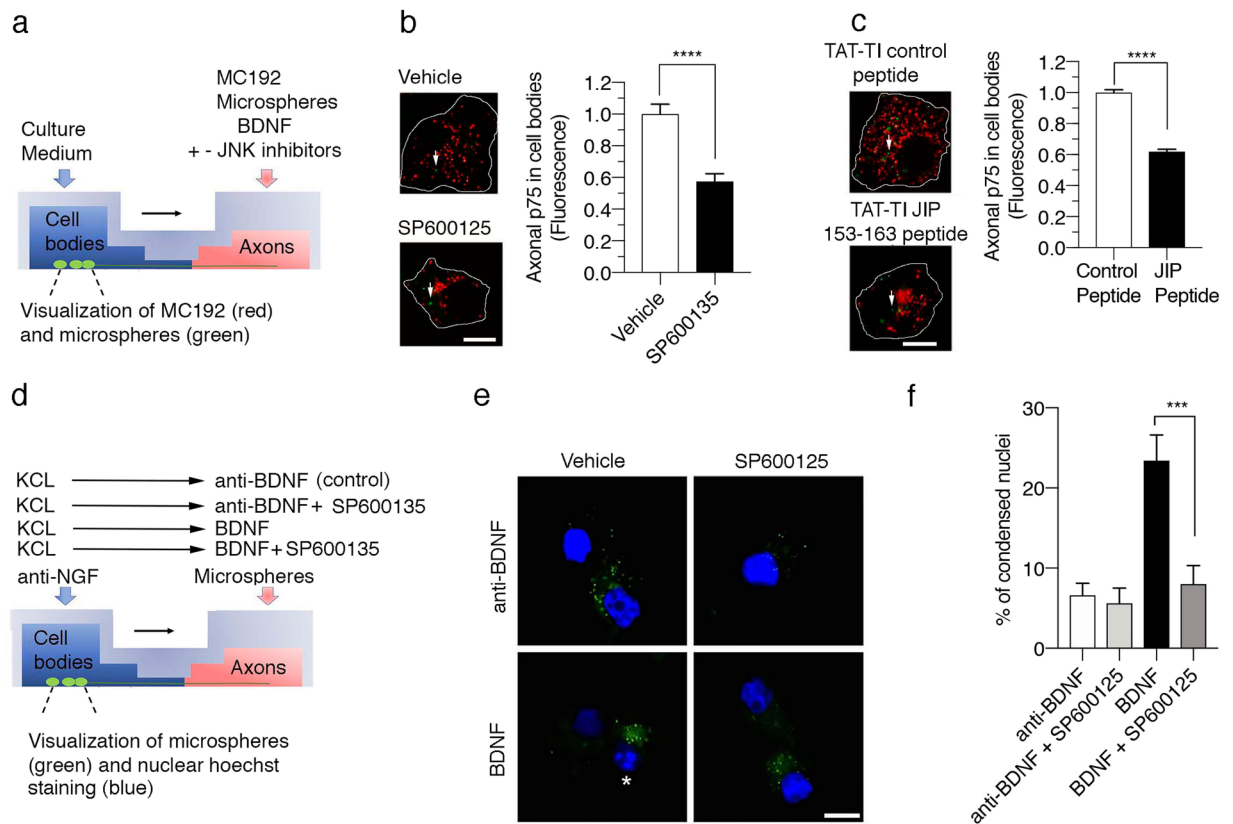 a
MC192
Microspheres
BDNF
+ - JNK inhibitors
Culture
Medium
Cell
bodies
Axons
Visualization of MC192 (red)
and microspheres (green)
b
Vehicle
SP600125
****
Axonal p75 in cell bodies
(Fluorescence)
1.2
1.0
0.8
0.6
0.4
0.2
0.0
Vehicle
SP600135
c
TAT-TI control
peptide
TAT-TI JIP
153-163 peptide
****
Axonal p75 in cell bodies
(Fluorescence)
1.2
1.0
0.8
0.6
0.4
0.2
0.0
Control
Peptide
JIP
Peptide
d
KCL anti-BDNF (control)
KCL anti-BDNF + SP600135
KCL BDNF
KCL BDNF + SP600135
anti-NGF
Microspheres
Cell
bodies
Axons
Visualization of microspheres
(green) and nuclear hoechst
staining (blue)
e
Vehicle
SP600125
anti-BDNF
BDNF
*
f
***
% of condensed nuclei
30
20
10
0
anti-BDNF
anti-BDNF + SP600125
BDNF
BDNF + SP600125